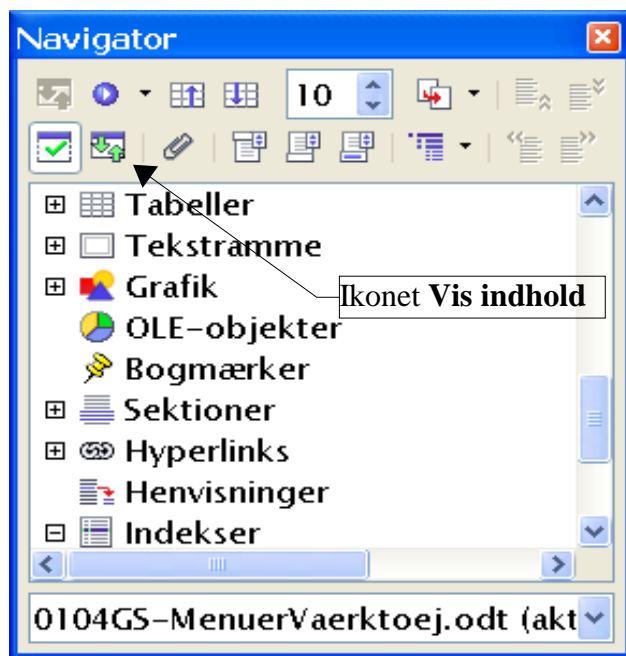 Navigator
10
Tabeller
Tekstramme
Grafik
Ikonet Vis indhold
OLE-objekter
Bogmærker
Sektioner
Hyperlinks
Henvisninger
Indekser
0104GS-MenuerVaerktoej.odt (akt